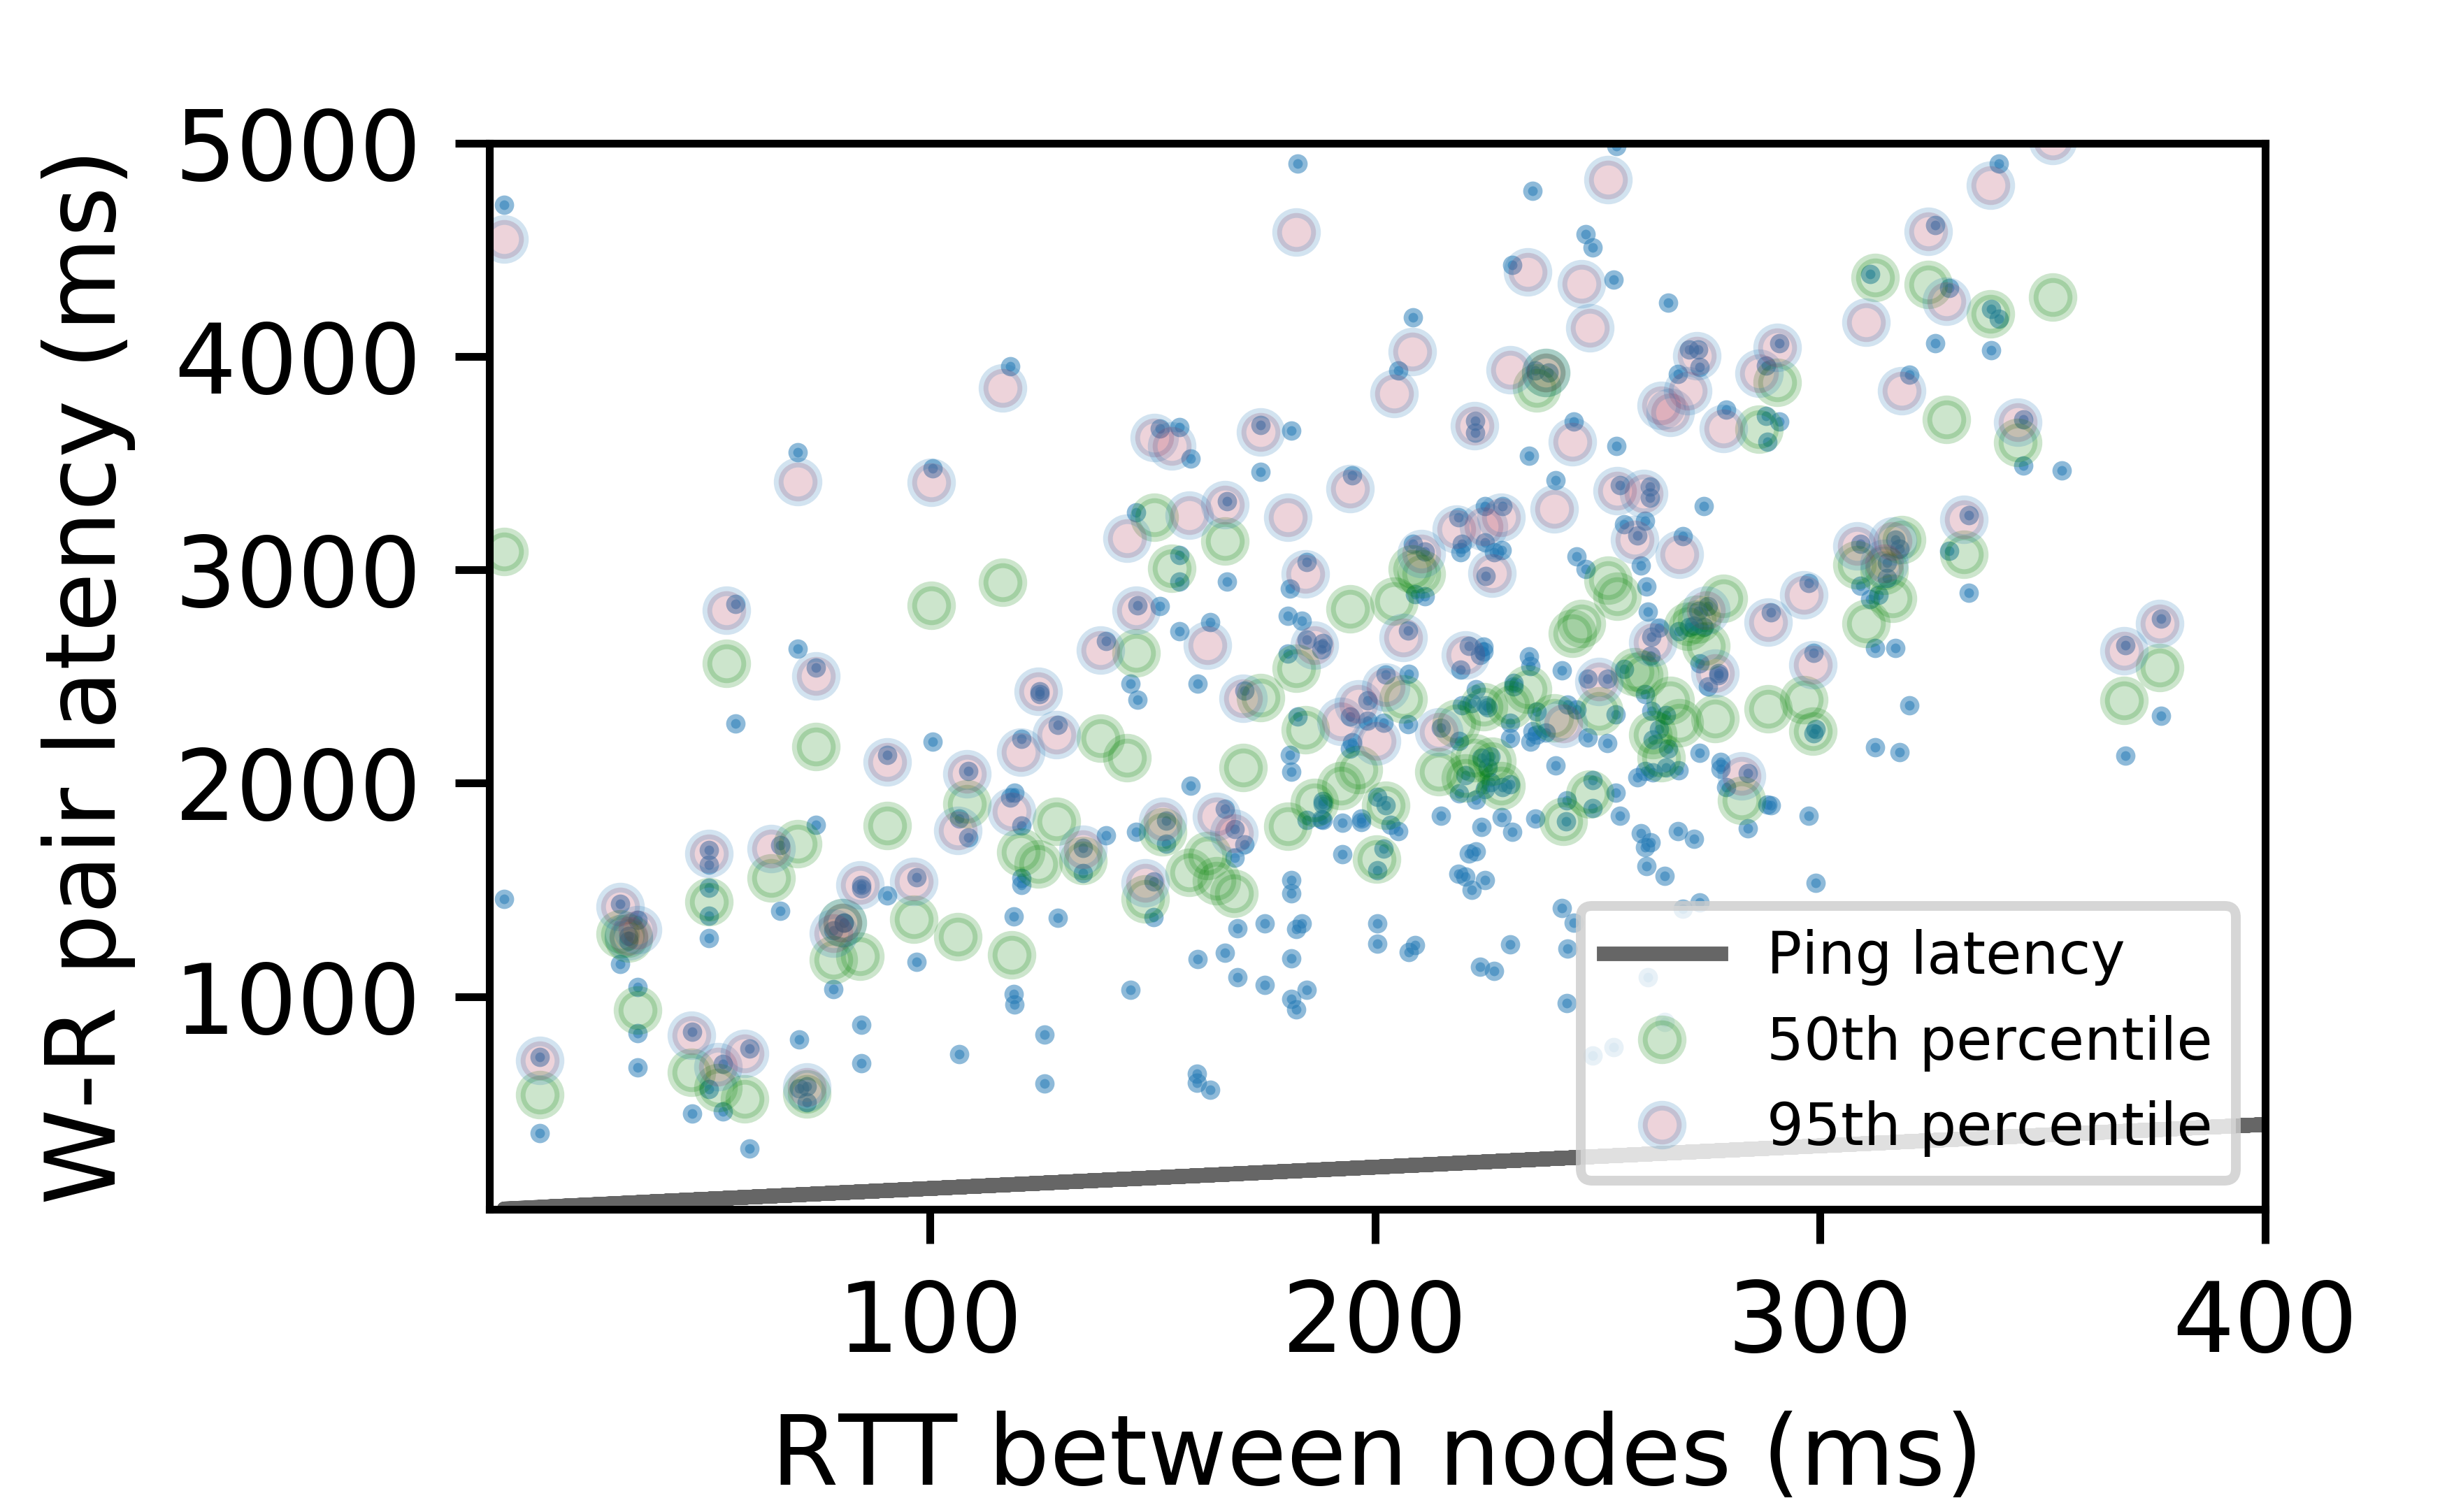 5000
4000
3000
2000
1000
W-R pair latency (ms)
Ping latency
50th percentile
95th percentile
100
200
300
400
RTT between nodes (ms)